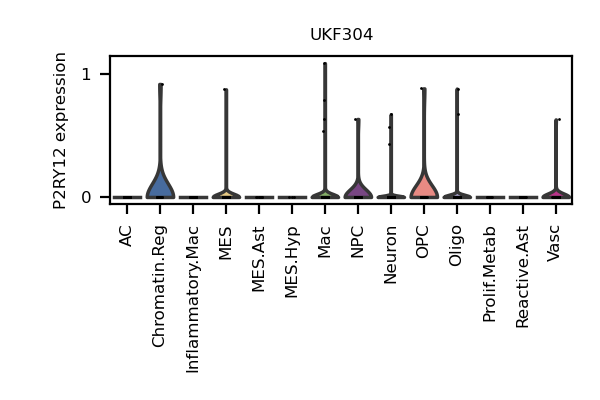 UKF304
P2RY12 expression
1
0
AC
Chromatin.Reg
Inflammatory.Mac
MES
MES.Ast
MES.Hyp
Mac
NPC
Neuron
OPC
Oligo
Prolif.Metab
Reactive.Ast
Vasc